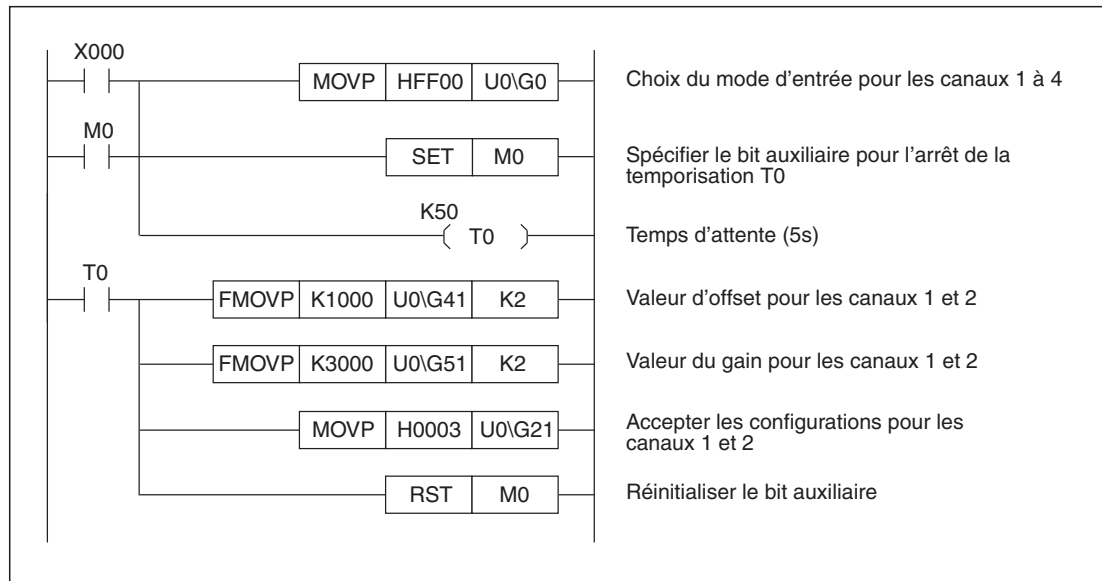 X000
MOVP HFF00 U0\G0 Choix du mode d'entrée pour les canaux 1 à 4
M0
SET M0 Spécifier le bit auxiliaire pour l'arrêt de la
temporisation T0
K50
T0 Temps d'attente (5s)
T0
FMOVP K1000 U0\G41 K2 Valeur d'offset pour les canaux 1 et 2
FMOVP K3000 U0\G51 K2 Valeur du gain pour les canaux 1 et 2
MOVP H0003 U0\G21 Accepter les configurations pour les
canaux 1 et 2
RST M0 Réinitialiser le bit auxiliaire